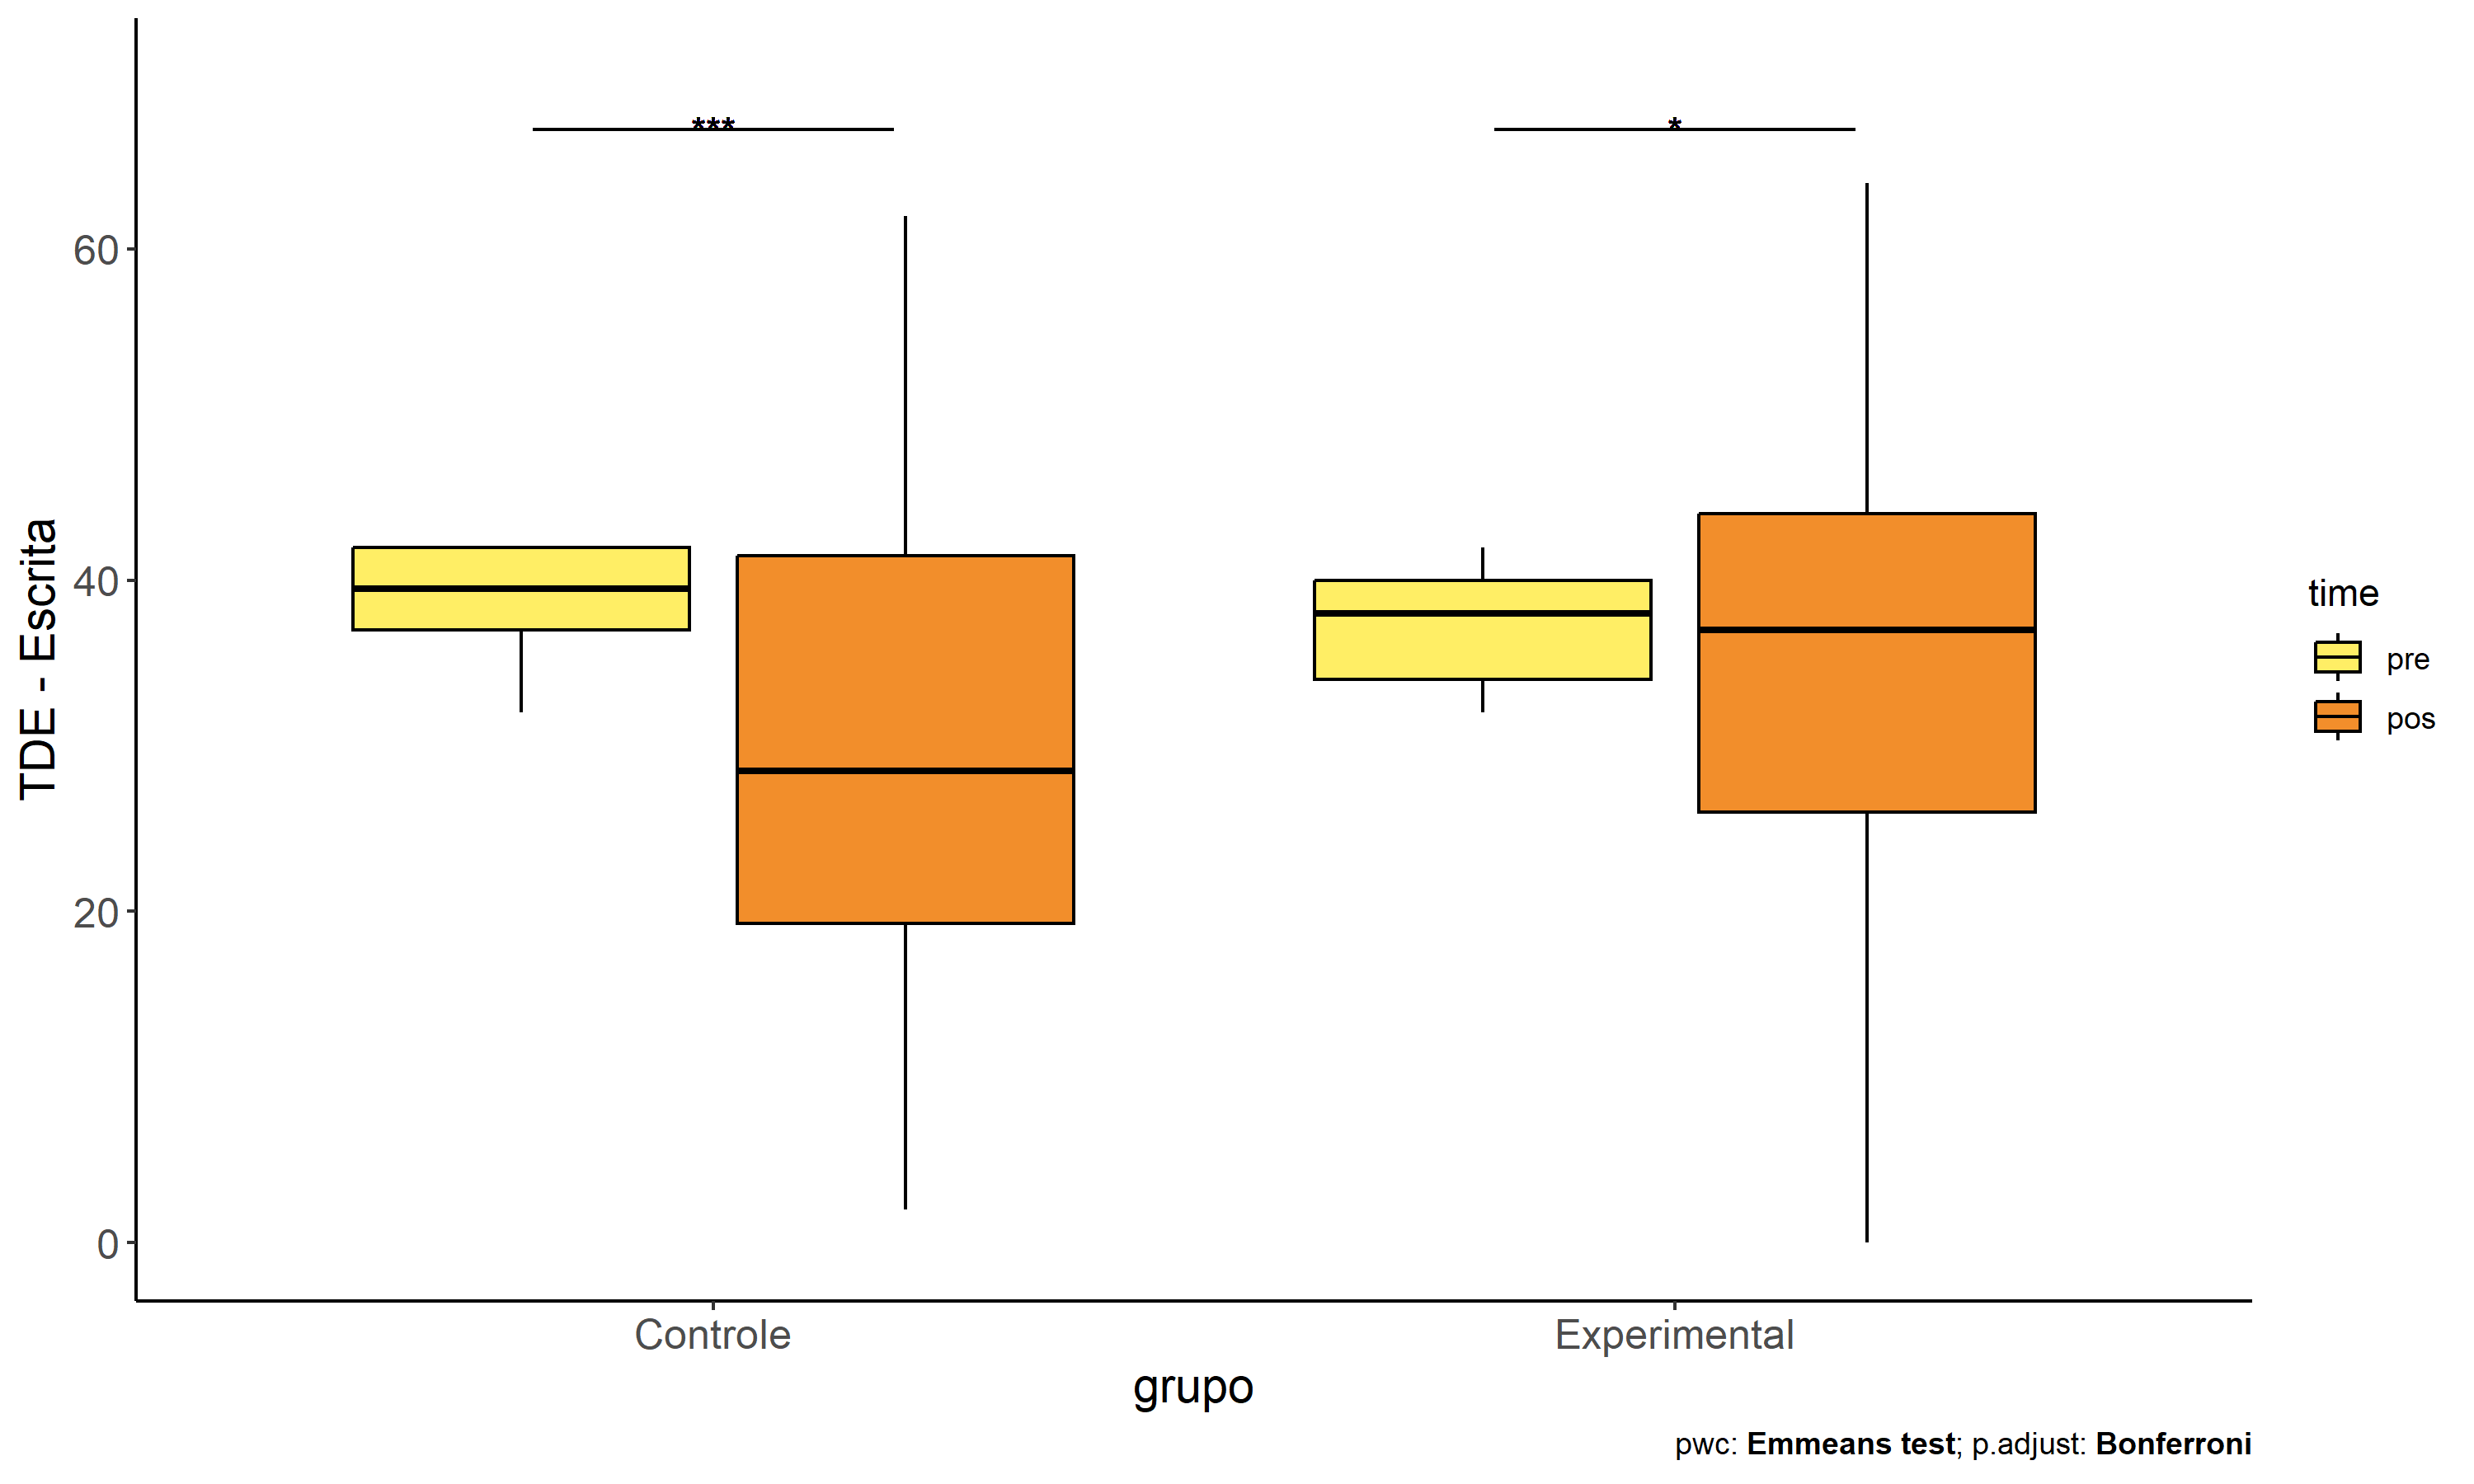 *** *
60
40
20
0
TDE - Escrita
Controle Experimental
grupo
time
pre
pos
pwc: Emmeans test; p.adjust: Bonferroni